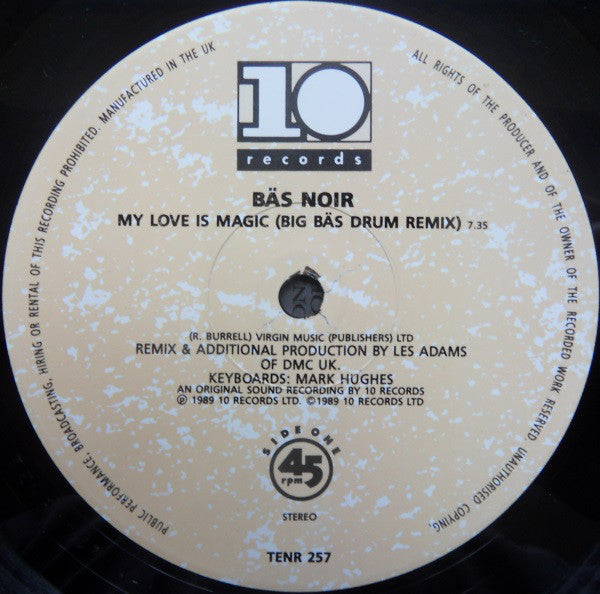 10
records
BÄS NOIR
MY LOVE IS MAGIC (BIG BÄS DRUM REMIX) 7.35
(R. BURRELL) VIRGIN MUSIC (PUBLISHERS) LTD
REMIX & ADDITIONAL PRODUCTION BY LES ADAMS
OF DMC UK.
KEYBOARDS: MARK HUGHES
AN ORIGINAL SOUND RECORDING BY 10 RECORDS
℗ 1989 10 RECORDS LTD. ©1989 10 RECORDS LTD
SIDE ONE
45
rpm
STEREO
TENR 257
ALL RIGHTS OF THE PRODUCER AND OF THE OWNER OF THE RECORDED WORK RESERVED. UNAUTHORISED COPYING,
PUBLIC PERFORMANCE, BROADCASTING, HIRING OR RENTAL OF THIS RECORDING PROHIBITED. MANUFACTURED IN THE UK